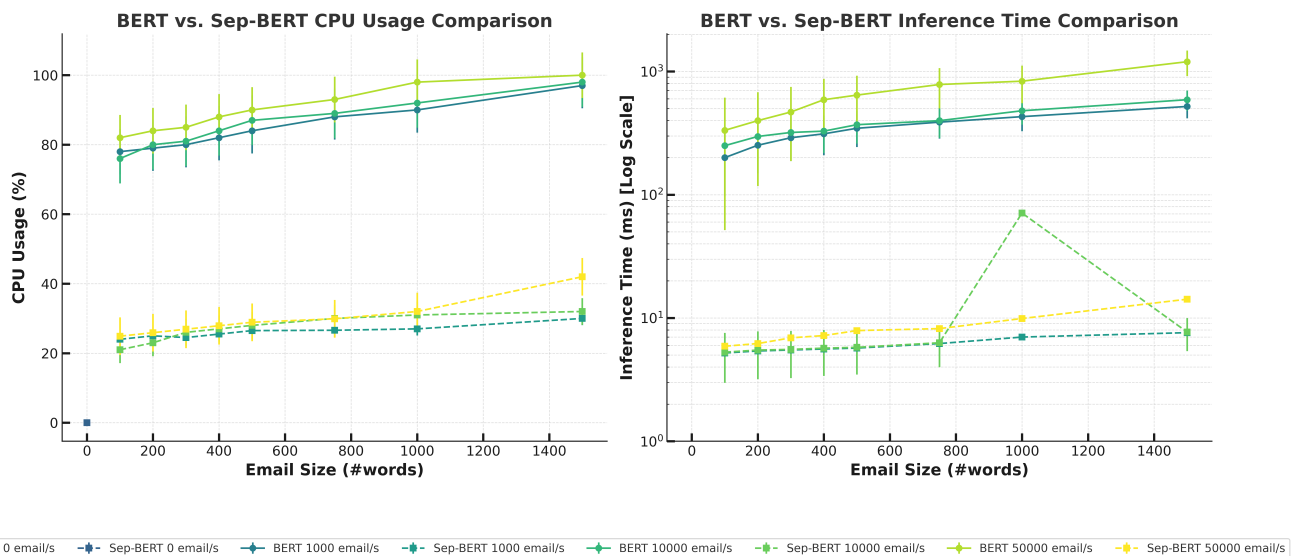 BERT vs. Sep-BERT CPU Usage Comparison
CPU Usage (%)
100
80
60
40
20
0
0 200 400 600 800 1000 1200 1400
Email Size (#words)
BERT vs. Sep-BERT Inference Time Comparison
Inference Time (ms) [Log Scale]
10³
10²
10¹
10⁰
0 200 400 600 800 1000 1200 1400
Email Size (#words)
0 email/s Sep-BERT 0 email/s BERT 1000 email/s Sep-BERT 1000 email/s BERT 10000 email/s Sep-BERT 10000 email/s BERT 50000 email/s Sep-BERT 50000 email/s